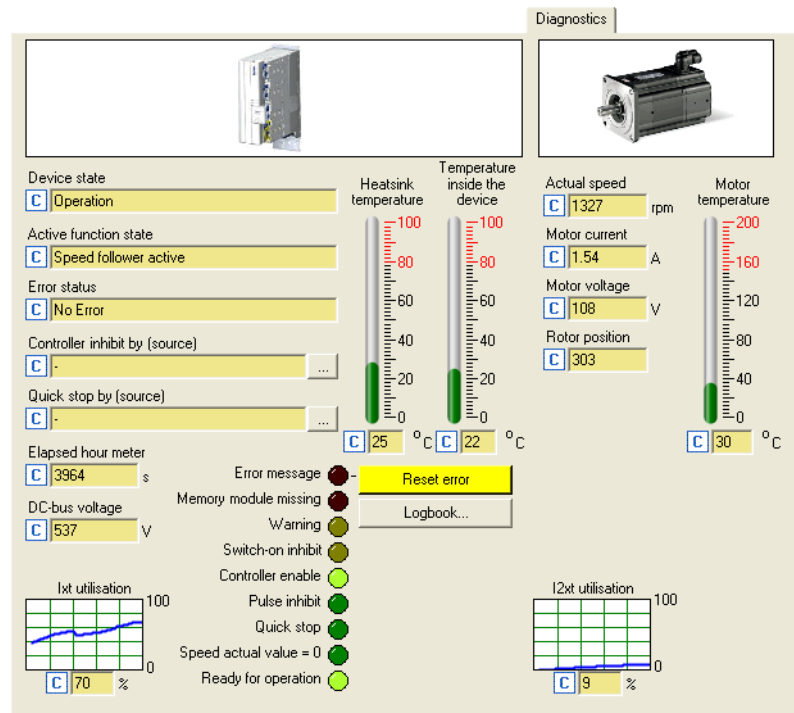 Diagnostics
Device state
C Operation
Active function state
C Speed follower active
Error status
C No Error
Controller inhibit by (source)
C - ...
Quick stop by (source)
C - ...
Elapsed hour meter
C 3964 s
DC-bus voltage
C 537 V
Heatsink
temperature
100
80
60
40
20
0
C 25 °C
Temperature
inside the
device
100
80
60
40
20
0
C 22 °C
Actual speed
C 1327 rpm
Motor current
C 1.54 A
Motor voltage
C 108 V
Rotor position
C 303
Motor
temperature
200
160
120
80
40
0
C 30 °C
Error message -
Memory module missing
Warning
Switch-on inhibit
Controller enable
Pulse inhibit
Quick stop
Speed actual value = 0
Ready for operation
Reset error
Logbook...
Ixt utilisation
100
0
C 70 %
I2xt utilisation
100
0
C 9 %